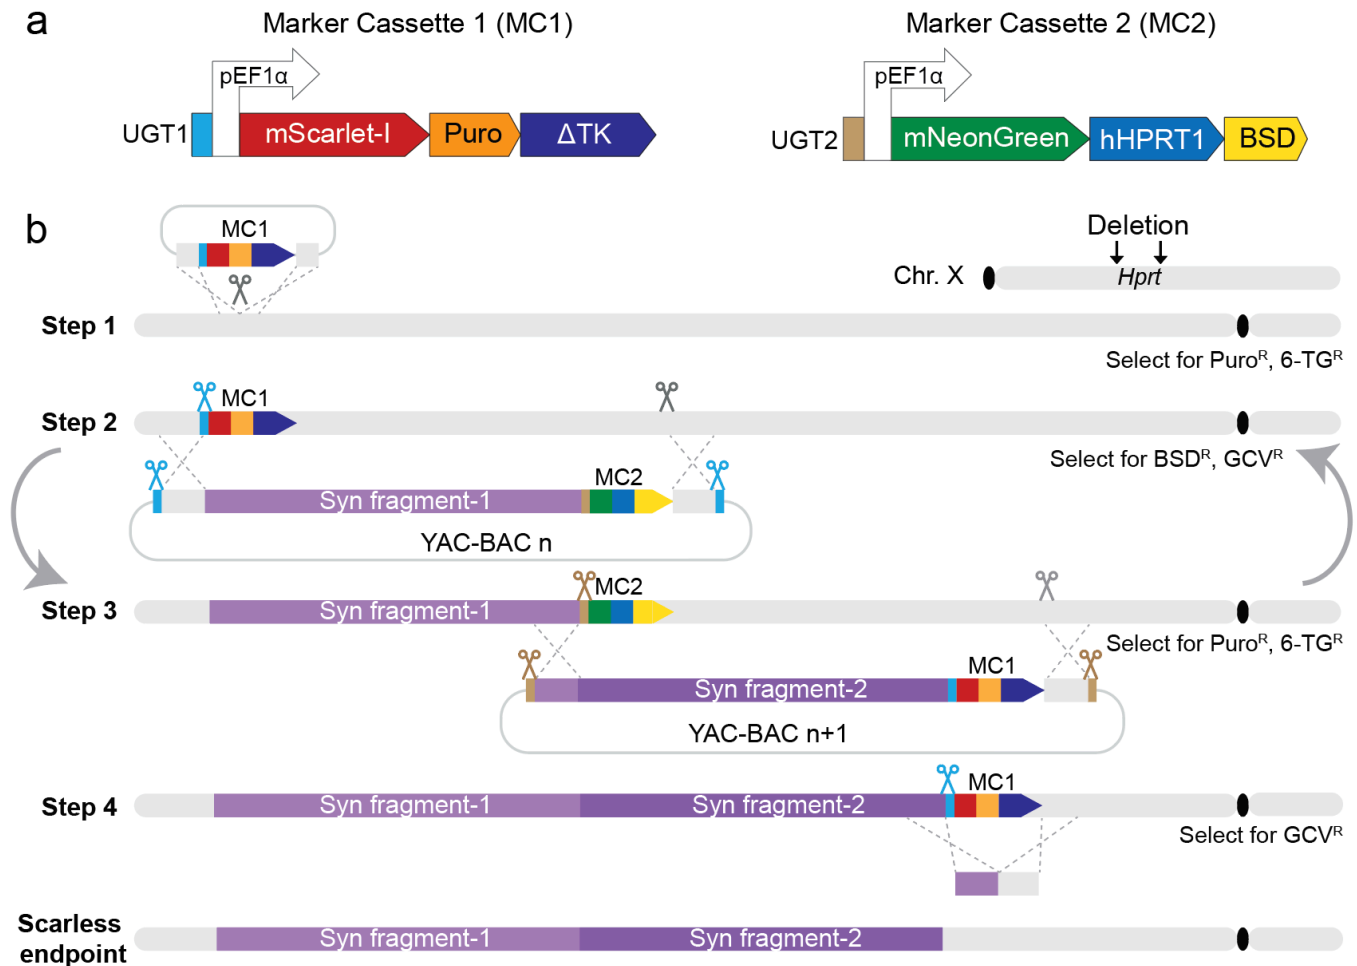 a
Marker Cassette 1 (MC1)
Marker Cassette 2 (MC2)
pEF1α
pEF1α
UGT1
mScarlet-I
Puro
ΔTK
UGT2
mNeonGreen
hHPRT1
BSD
b
MC1
Deletion
Chr. X
Hprt
Step 1
Select for Puroᴿ, 6-TGᴿ
MC1
Step 2
Select for BSDᴿ, GCVᴿ
MC2
Syn fragment-1
YAC-BAC n
MC2
Step 3
Syn fragment-1
Select for Puroᴿ, 6-TGᴿ
MC1
Syn fragment-2
YAC-BAC n+1
MC1
Step 4
Syn fragment-1
Syn fragment-2
Select for GCVᴿ
Scarless
endpoint
Syn fragment-1
Syn fragment-2